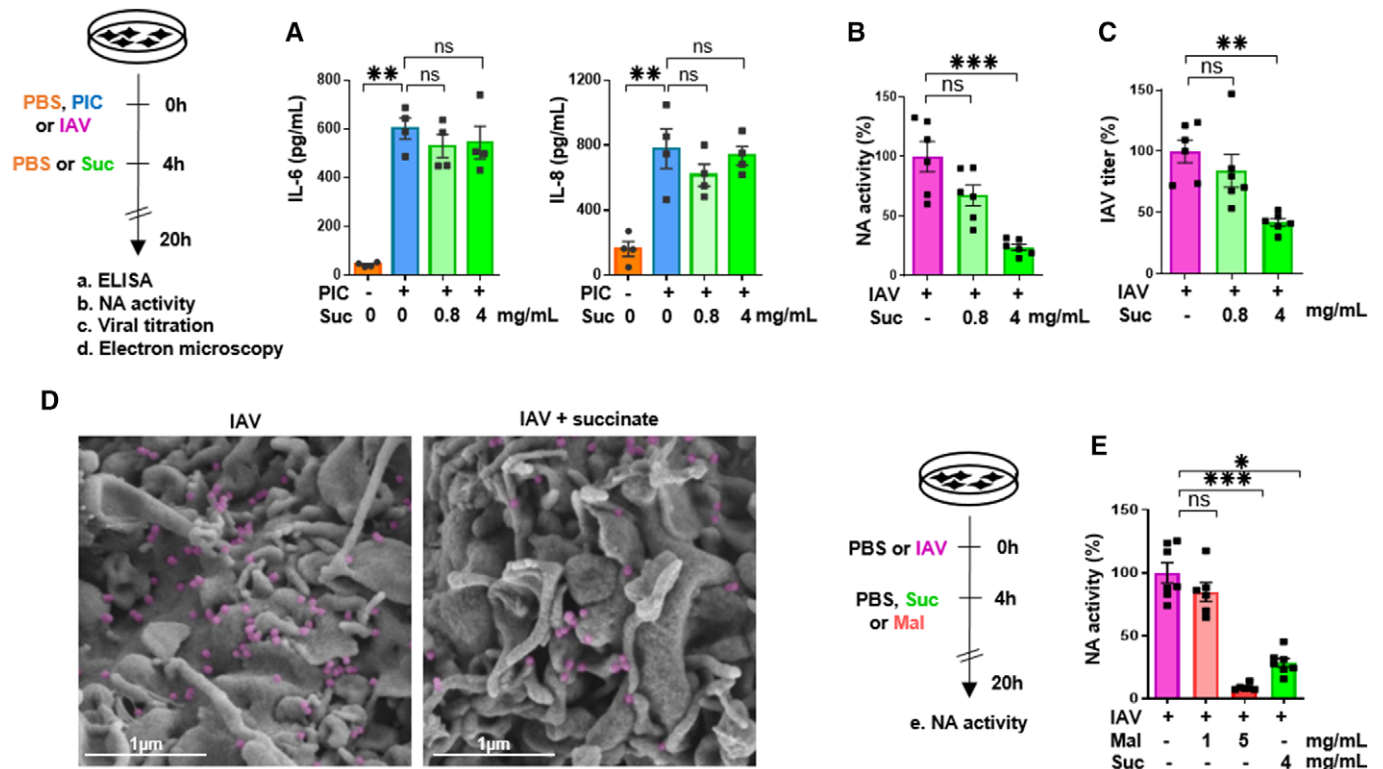 PBS, PIC
or IAV
0h
PBS or Suc
4h
20h
a. ELISA
b. NA activity
c. Viral titration
d. Electron microscopy
A
ns
** ns
IL-6 (pg/mL)
800
600
400
200
0
PIC - + + +
Suc 0 0 0.8 4 mg/mL
ns
** ns
IL-8 (pg/mL)
1200
800
400
0
PIC - + + +
Suc 0 0 0.8 4 mg/mL
B
***
ns
NA activity (%)
150
100
50
0
IAV + + +
Suc - 0.8 4 mg/mL
C
**
ns
IAV titer (%)
150
100
50
0
IAV + + +
Suc - 0.8 4 mg/mL
D
IAV
1µm
IAV + succinate
1µm
PBS or IAV
0h
PBS, Suc
or Mal
4h
20h
e. NA activity
E
*
***
ns
NA activity (%)
150
100
50
0
IAV + + + +
Mal - 1 5 - mg/mL
Suc - - - 4 mg/mL